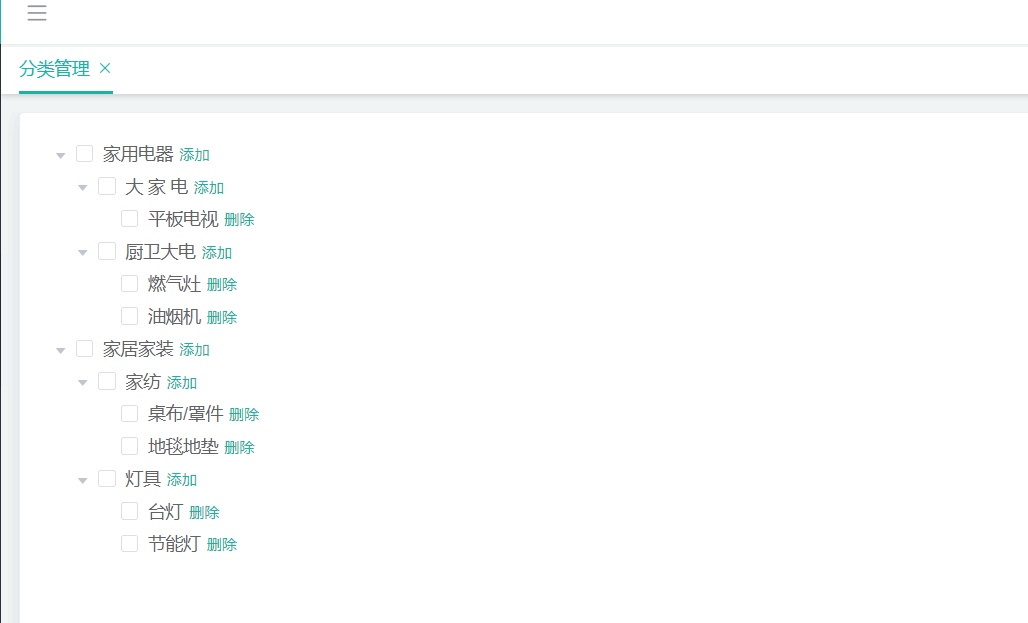 分类管理
家用电器 添加
大 家 电 添加
平板电视 删除
厨卫大电 添加
燃气灶 删除
油烟机 删除
家居家装 添加
家纺 添加
桌布/罩件 删除
地毯地垫 删除
灯具 添加
台灯 删除
节能灯 删除